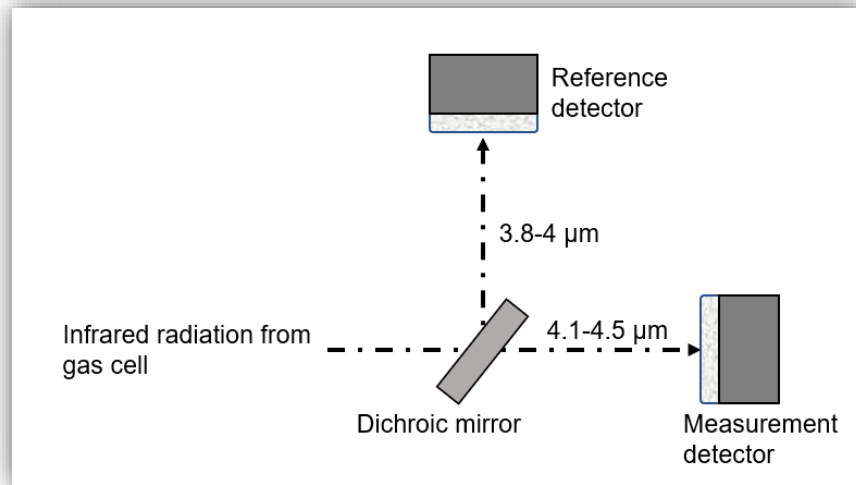 Reference
detector
3.8-4 µm
Infrared radiation from
gas cell
4.1-4.5 µm
Dichroic mirror
Measurement
detector